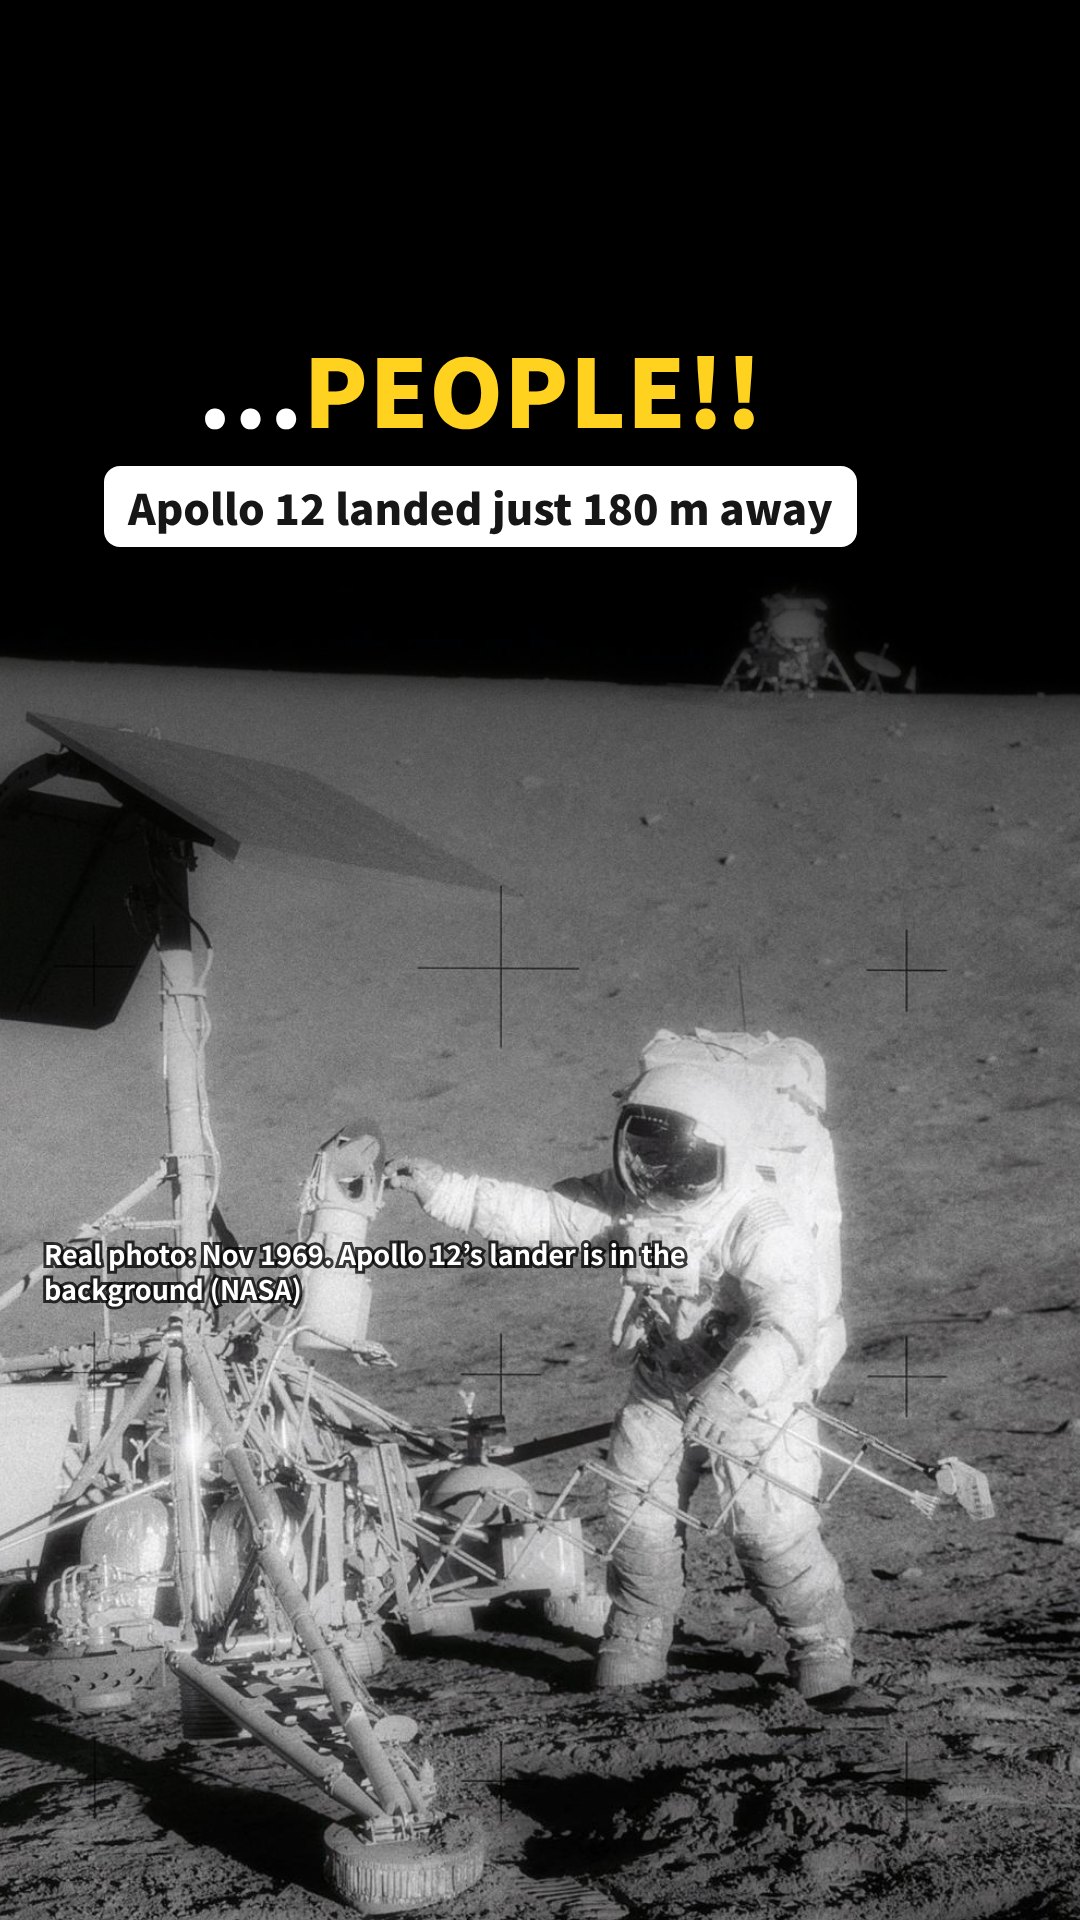 ...PEOPLE!!
Apollo 12 landed just 180 m away
Real photo: Nov 1969. Apollo 12’s lander is in the
background (NASA)